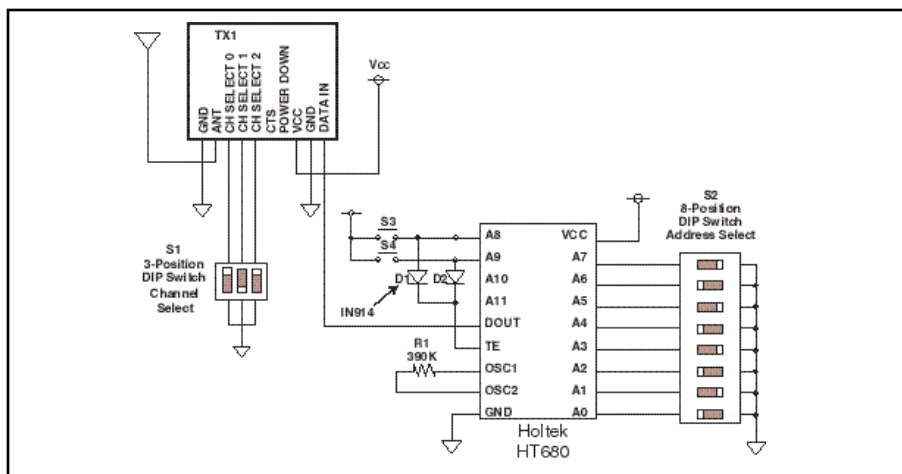 TX1
GND
ANT
CH SELECT 0
CH SELECT 1
CH SELECT 2
CTS
POWER DOWN
VCC
GND
DATA IN
Vcc
S1
3-Position
DIP Switch
Channel
Select
S3
S4
D1
D2
IN914
R1
390K
A8
A9
A10
A11
DOUT
TE
OSC1
OSC2
GND
VCC
A7
A6
A5
A4
A3
A2
A1
A0
Holtek
HT680
S2
8-Position
DIP Switch
Address Select